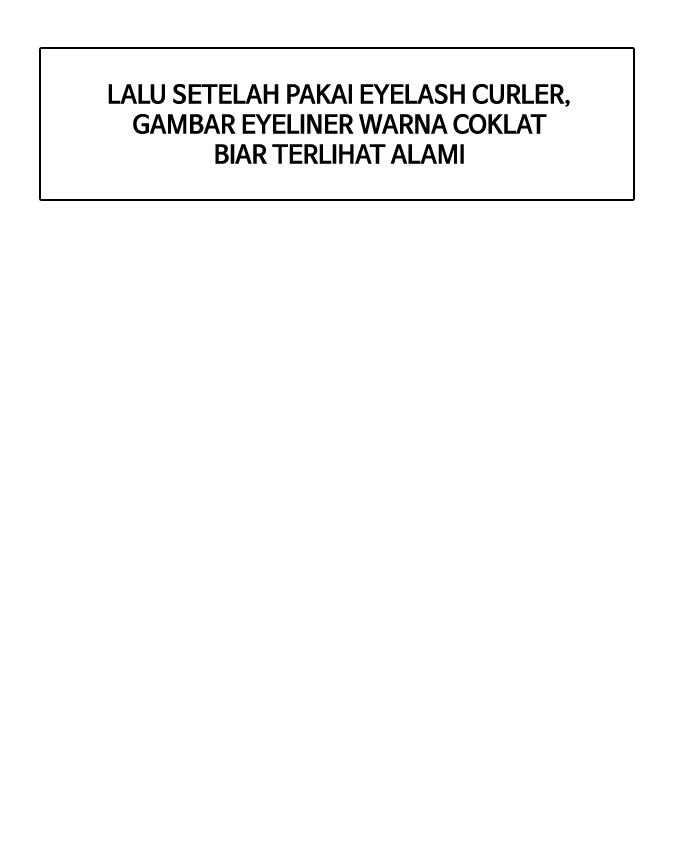 LALU SETELAH PAKAI EYELASH CURLER,
GAMBAR EYELINER WARNA COKLAT
BIAR TERLIHAT ALAMI